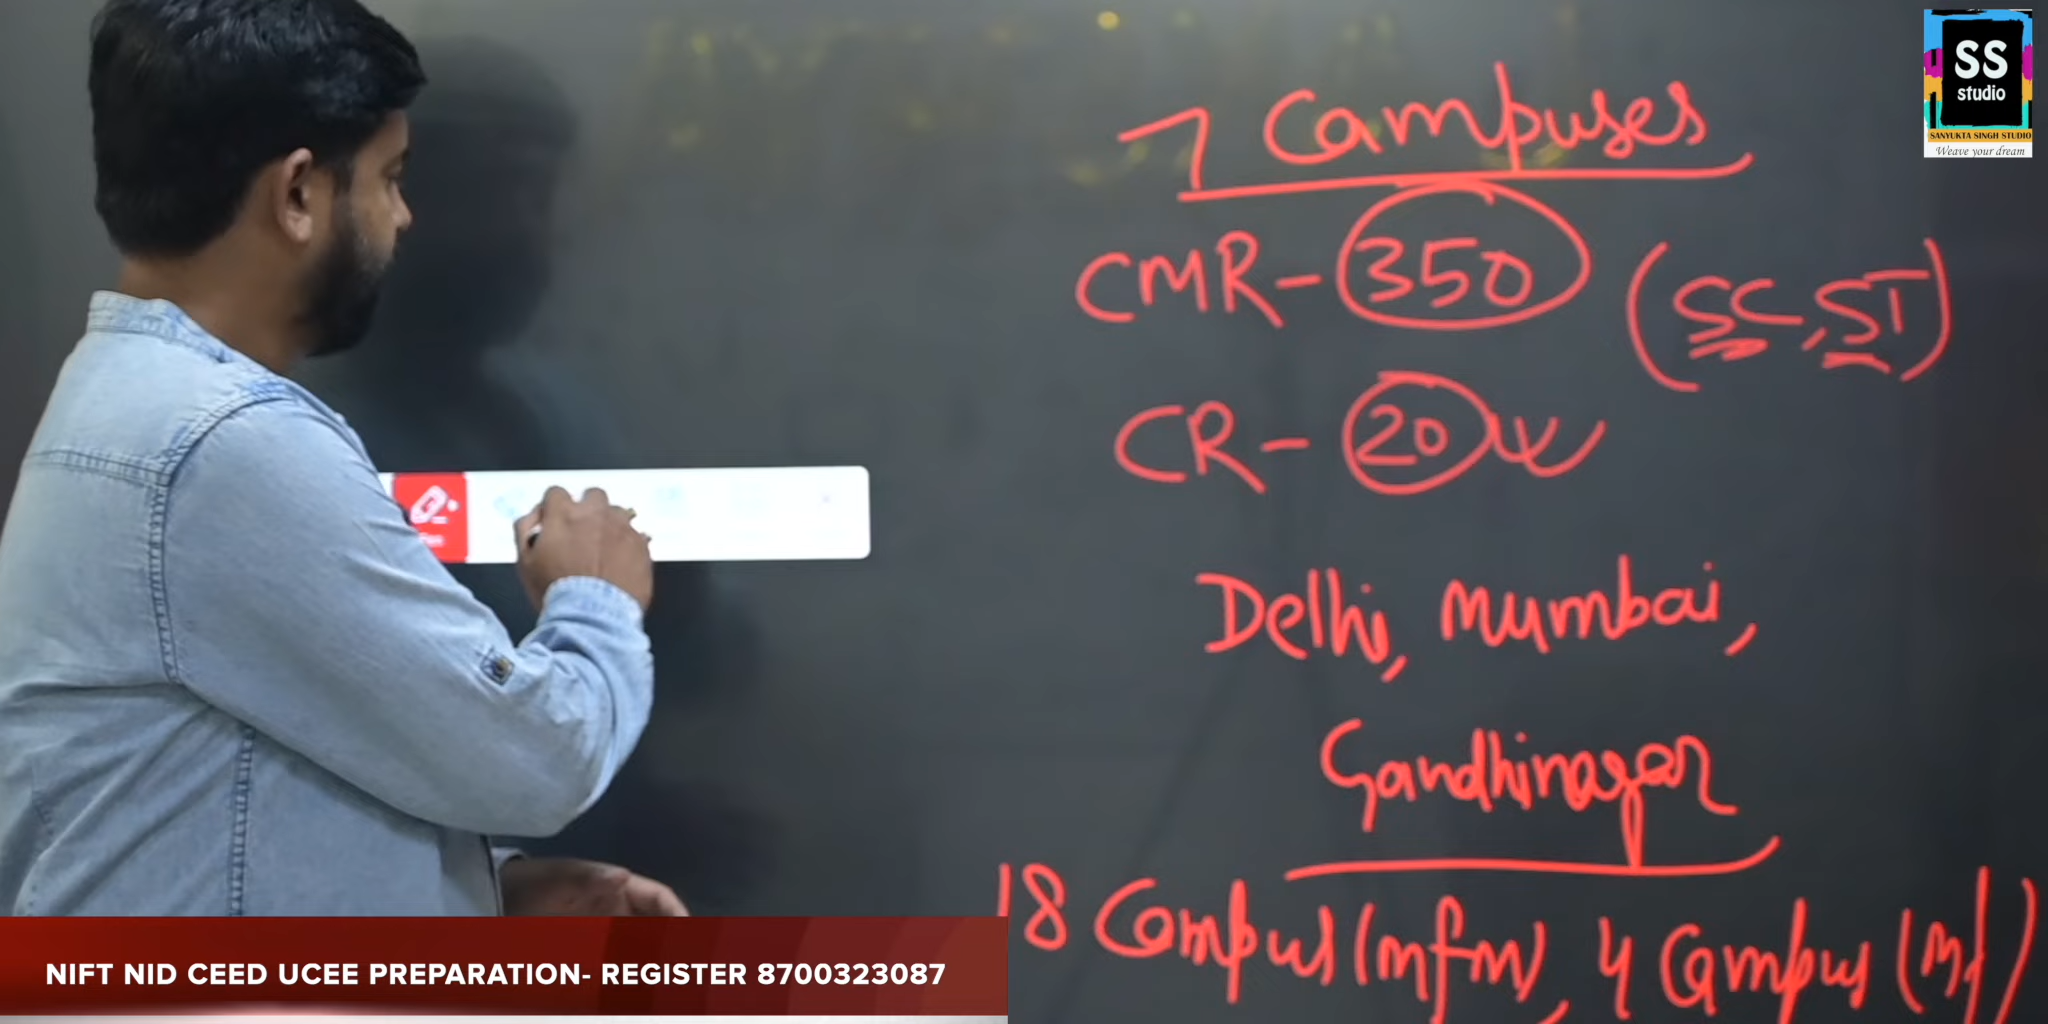 SS
studio
SANYUKTA SINGH STUDIO
Weave your dream
7 Campuses
CMR - 350 (SC, ST)
CR - 20
Delhi, Mumbai,
Gandhinagar
18 Campus (mfm), 4 Campus (
NIFT NID CEED UCEE PREPARATION- REGISTER 8700323087